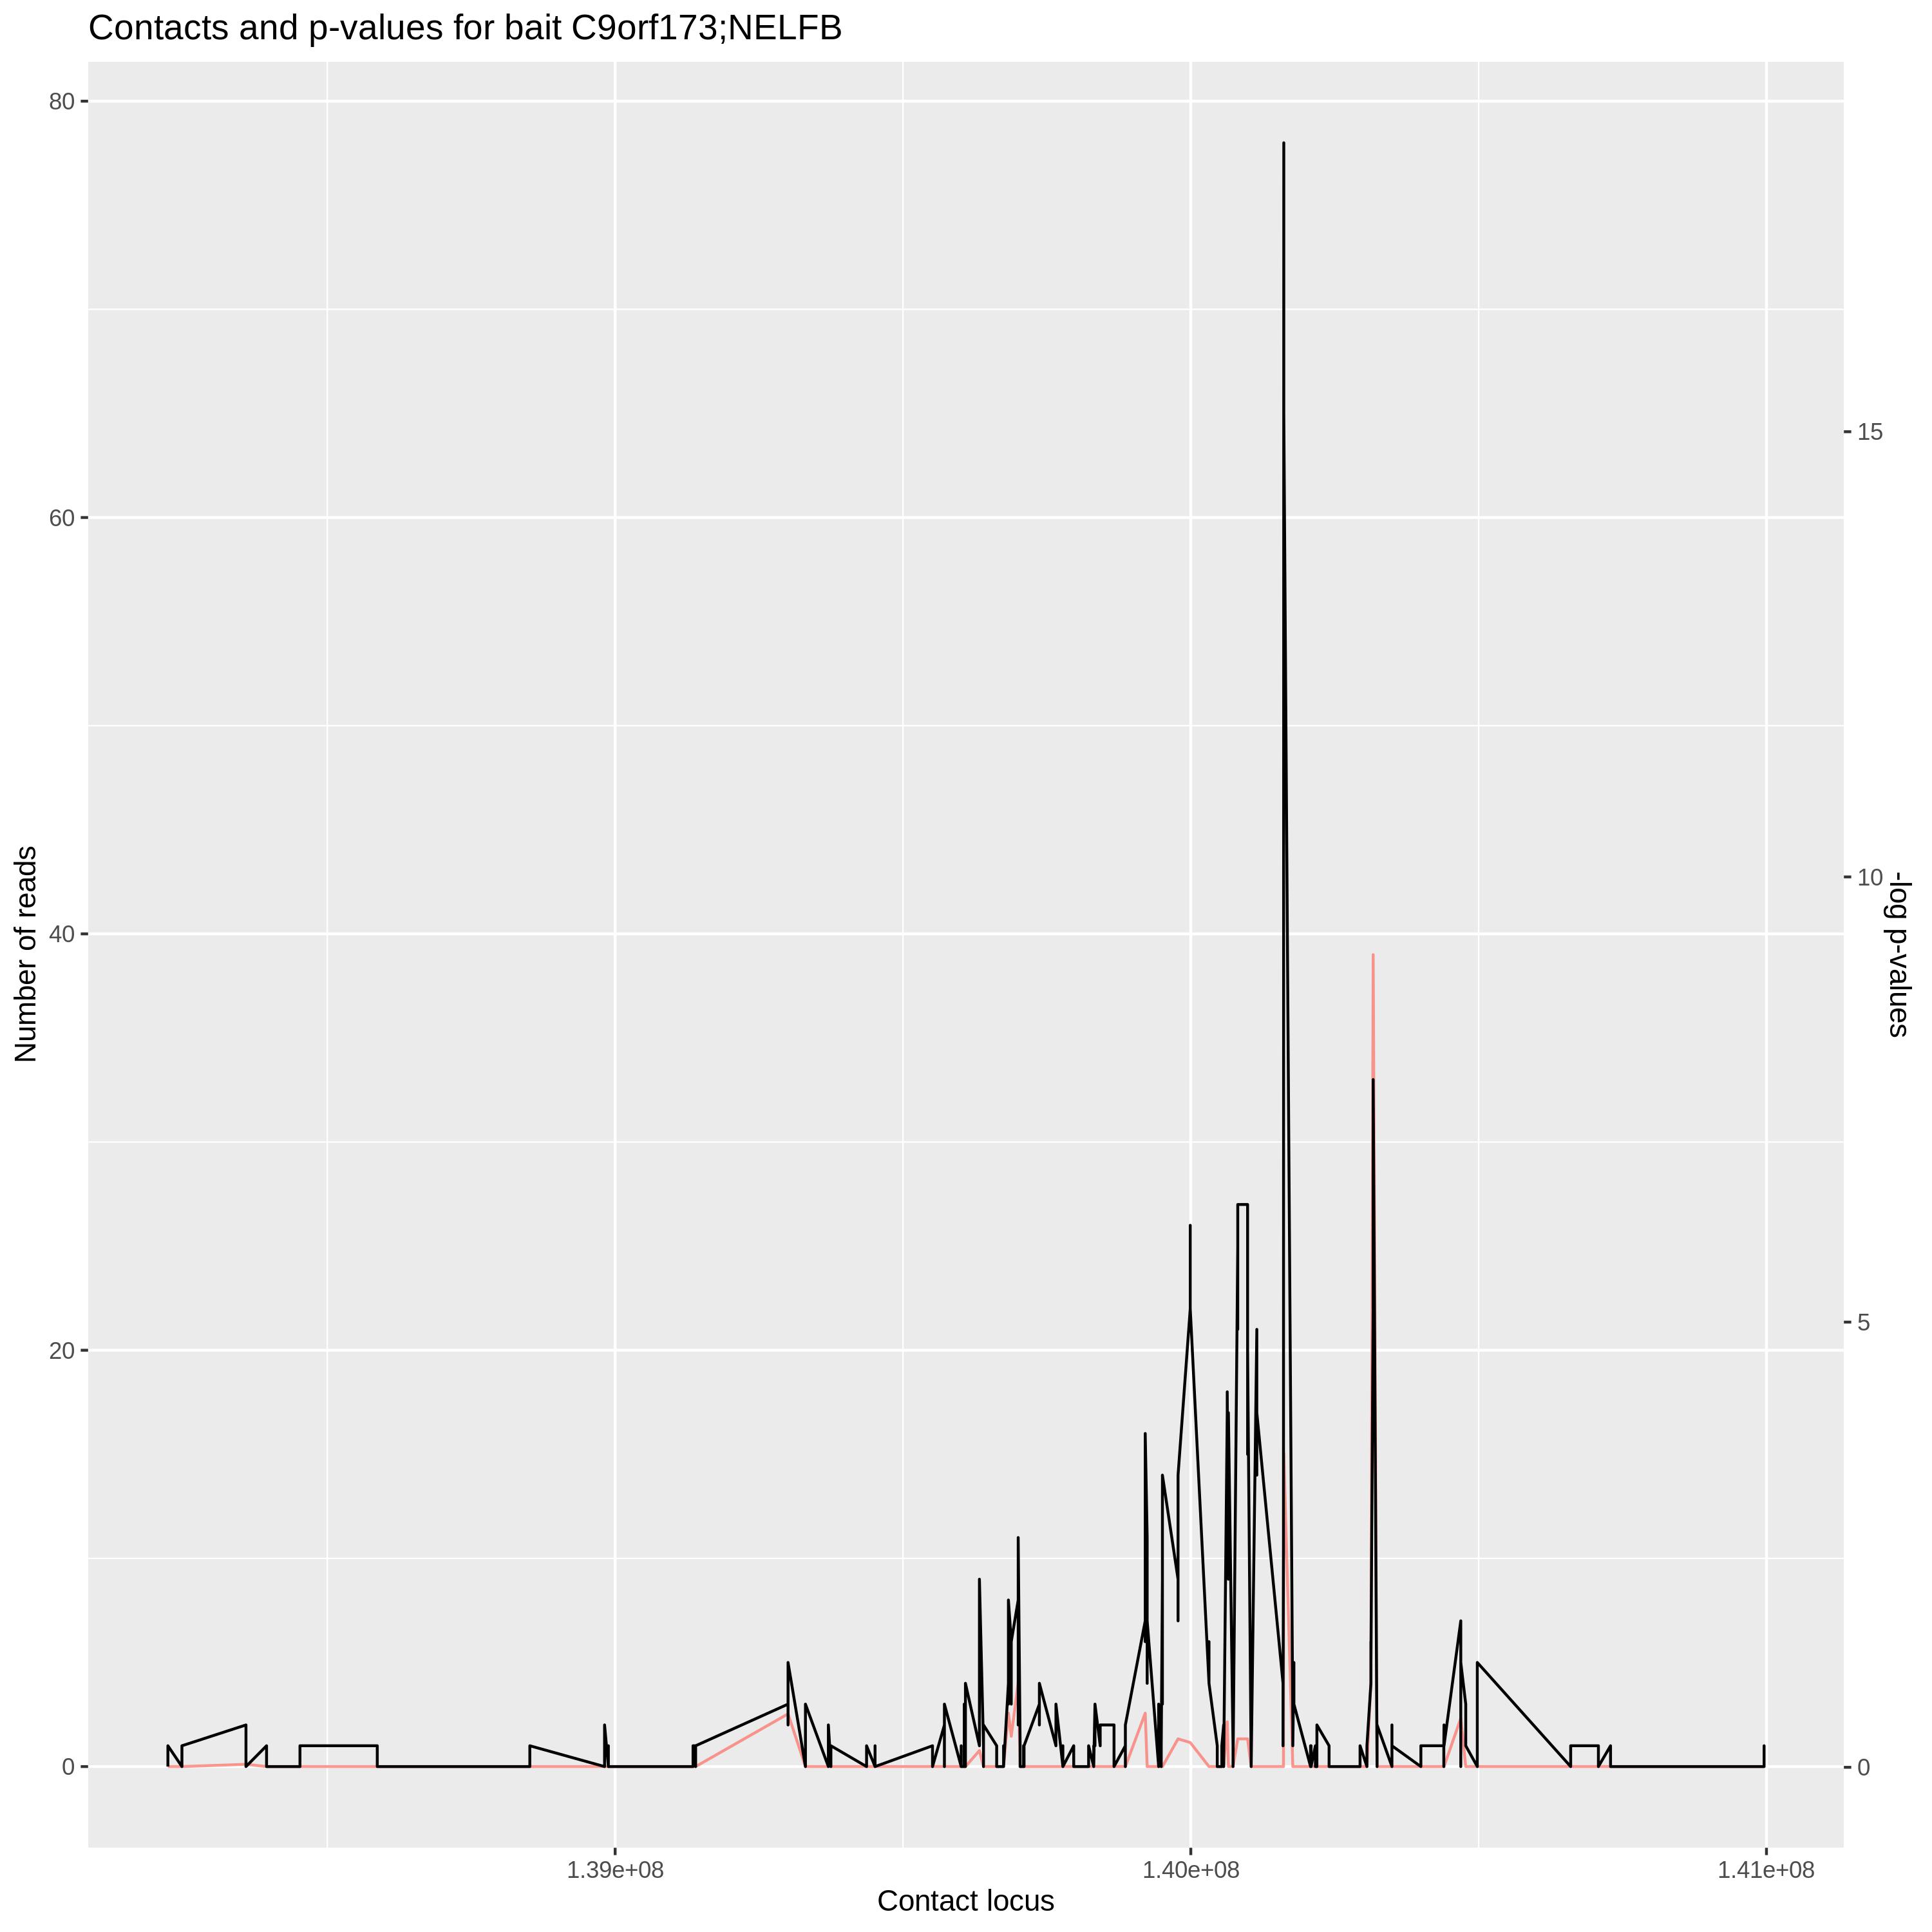 Contacts and p-values for bait C9orf173;NELFB
80
60
40
20
0
Number of reads
15
10
5
0
-log p-values
1.39e+08
1.40e+08
1.41e+08
Contact locus